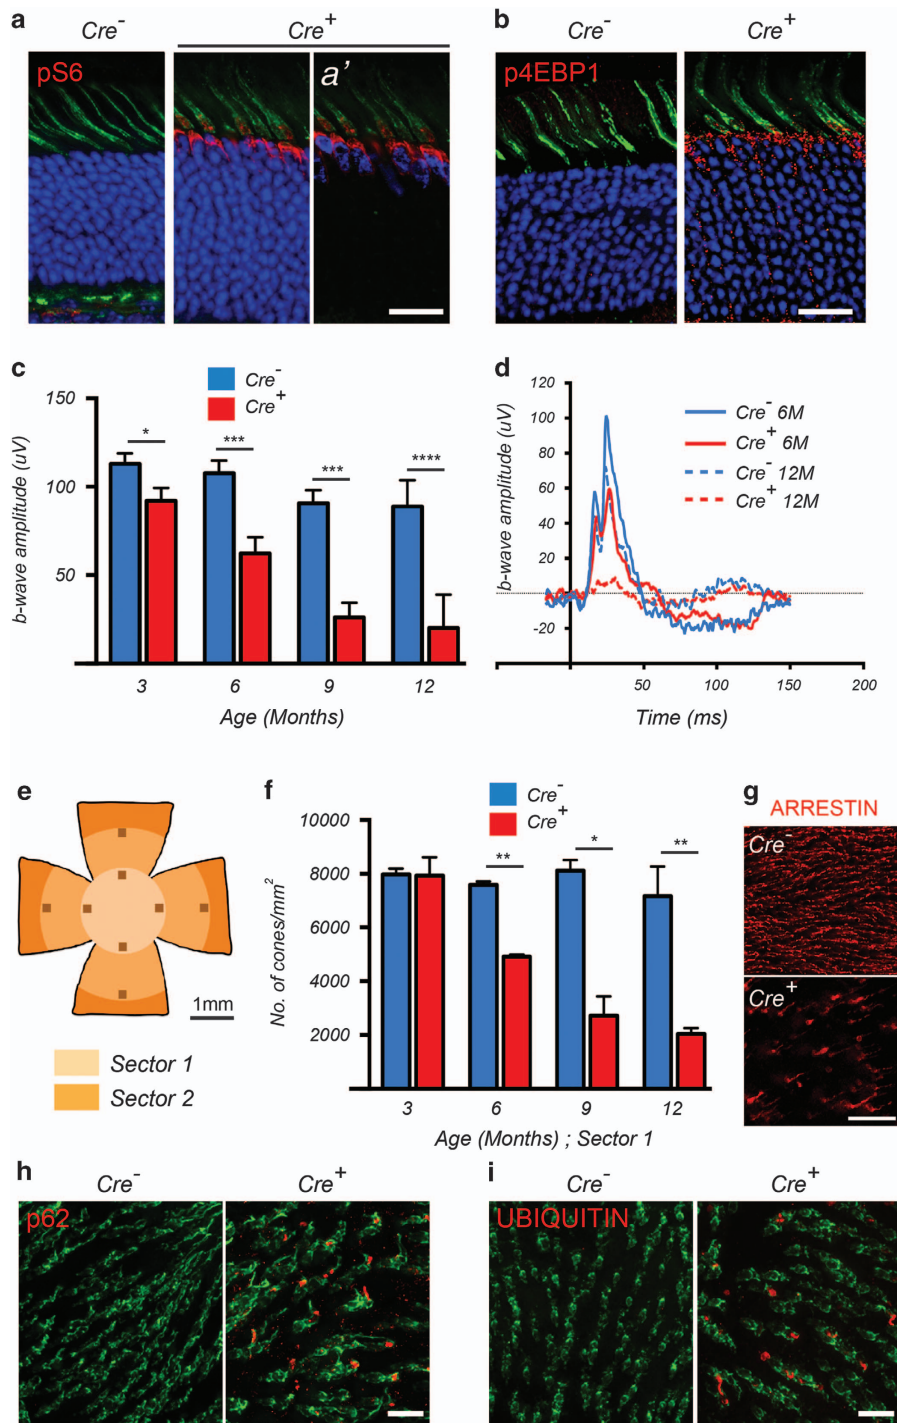 a
Cre⁻
Cre⁺
pS6
a'
b
Cre⁻
Cre⁺
p4EBP1
c
Cre⁻
Cre⁺
b-wave amplitude (uV)
150
100
50
*
***
***
****
3 6 9 12
Age (Months)
d
b-wave amplitude (uV)
120
100
80
60
40
20
-20
Cre⁻ 6M
Cre⁺ 6M
Cre⁻ 12M
Cre⁺ 12M
50 100 150 200
Time (ms)
e
1mm
Sector 1
Sector 2
f
Cre⁻
Cre⁺
No. of cones/mm²
10000
8000
6000
4000
2000
**
*
**
3 6 9 12
Age (Months) ; Sector 1
g
ARRESTIN
Cre⁻
Cre⁺
h
Cre⁻
Cre⁺
p62
i
Cre⁻
Cre⁺
UBIQUITIN